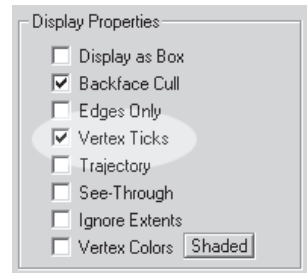 Display Properties
Display as Box
Backface Cull
Edges Only
Vertex Ticks
Trajectory
See-Through
Ignore Extents
Vertex Colors Shaded